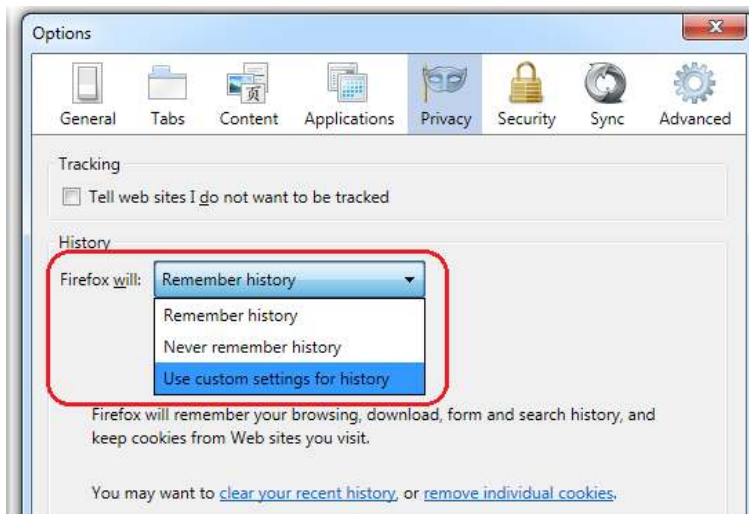 Options
General Tabs Content Applications Privacy Security Sync Advanced
页
Tracking
Tell web sites I do not want to be tracked
History
Firefox will: Remember history
Remember history
Never remember history
Use custom settings for history
Firefox will remember your browsing, download, form and search history, and
keep cookies from Web sites you visit.
You may want to clear your recent history, or remove individual cookies.